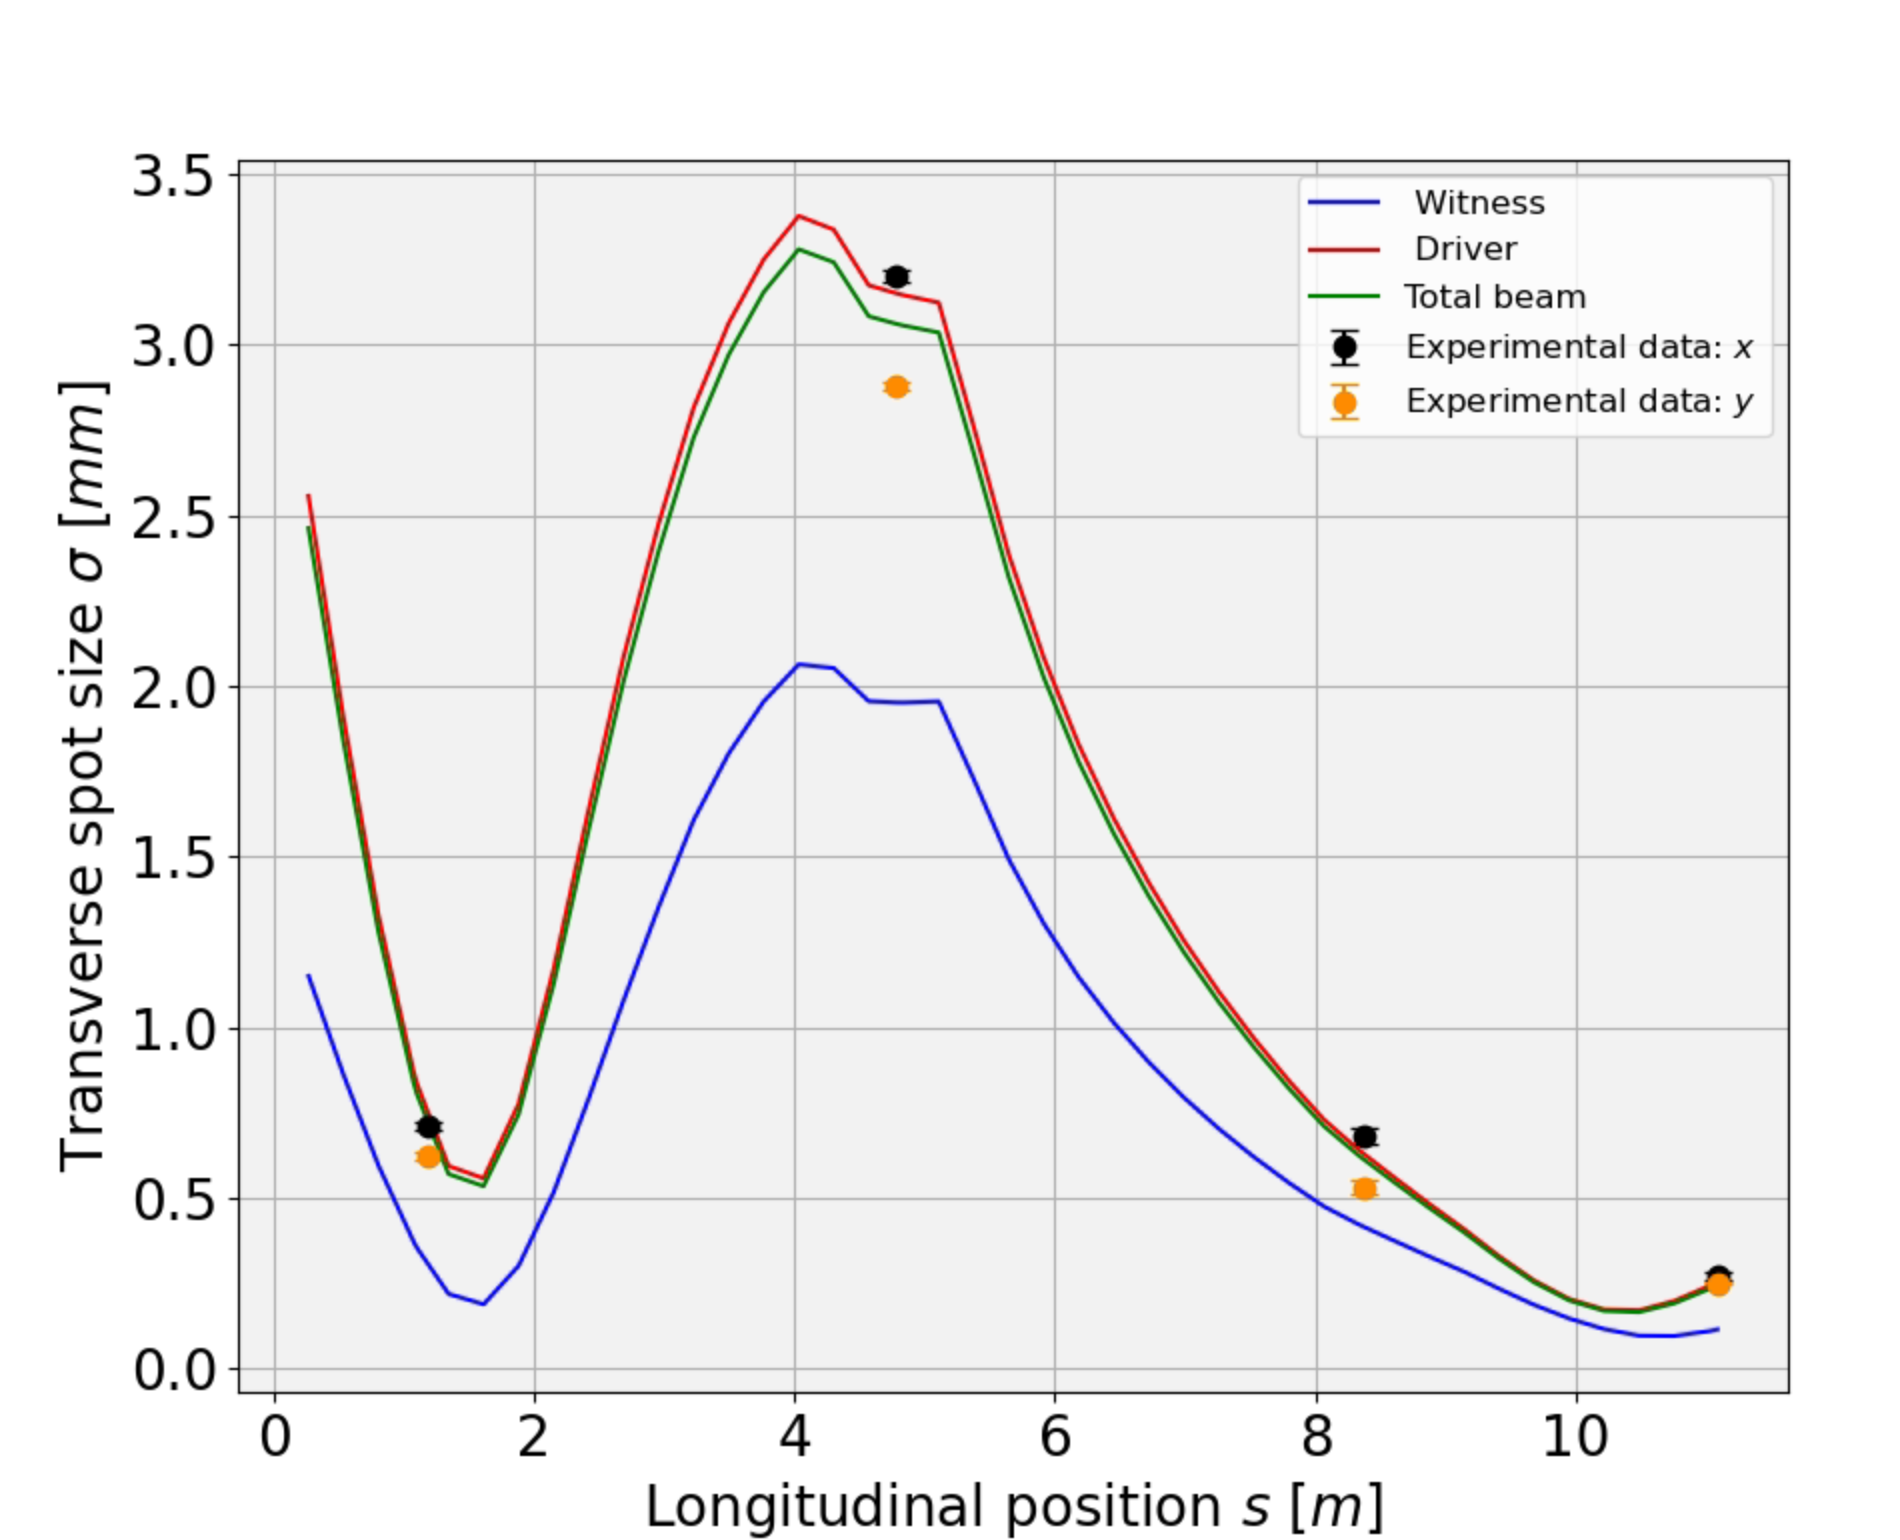 3.5
3.0
2.5
2.0
1.5
1.0
0.5
0.0
Transverse spot size σ [mm]
Witness
Driver
Total beam
Experimental data: x
Experimental data: y
0 2 4 6 8 10
Longitudinal position s [m]